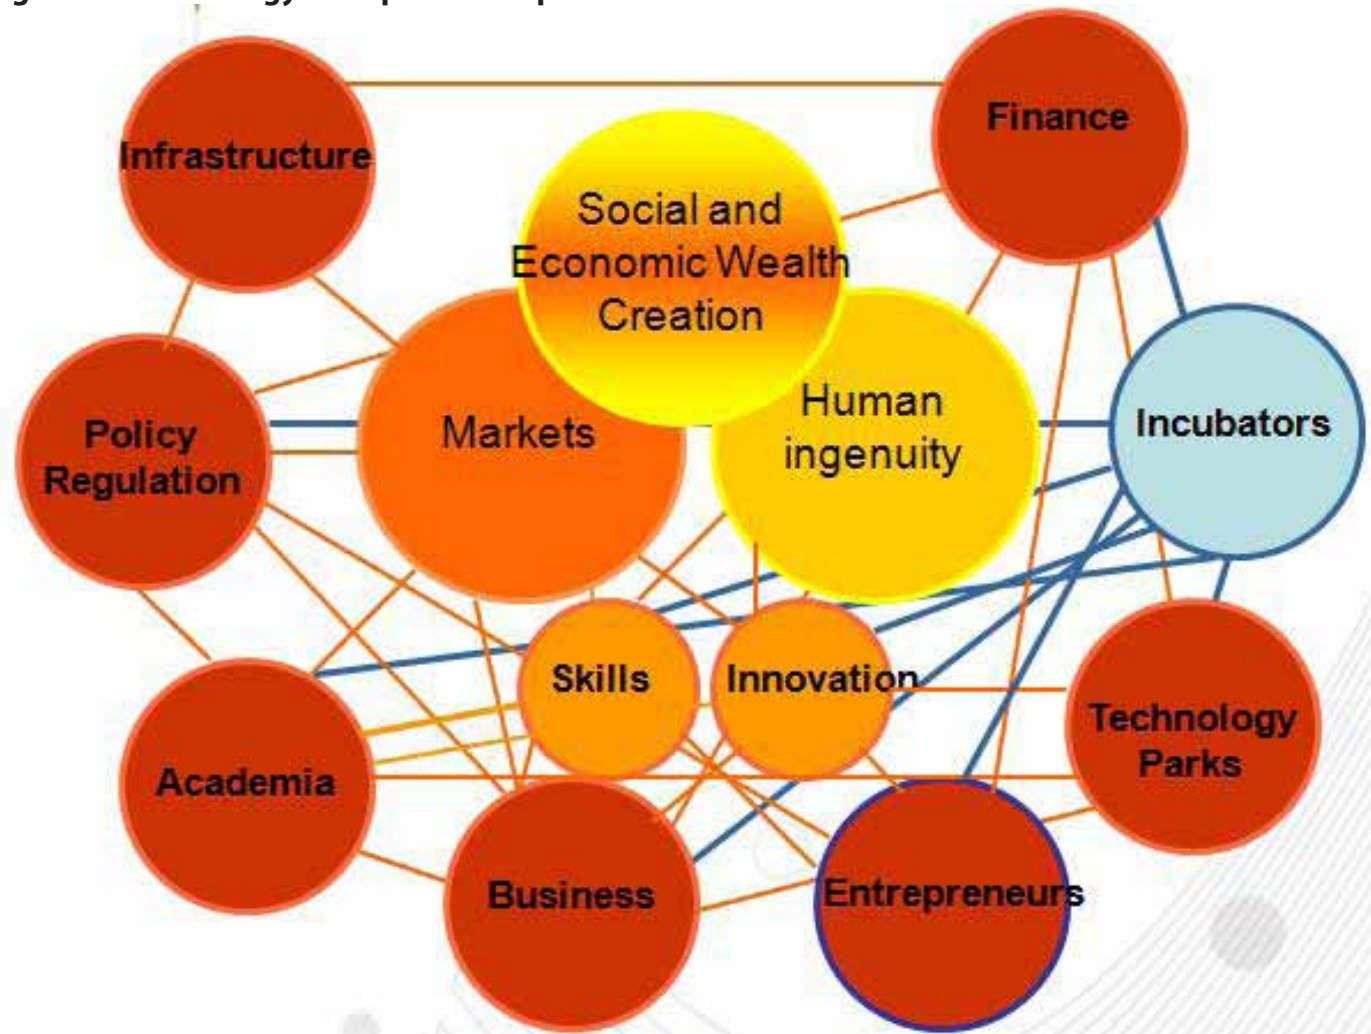 Infrastructure
Finance
Social and
Economic Wealth
Creation
Markets
Human
ingenuity
Policy
Regulation
Incubators
Skills
Innovation
Technology
Parks
Academia
Business
Entrepreneurs